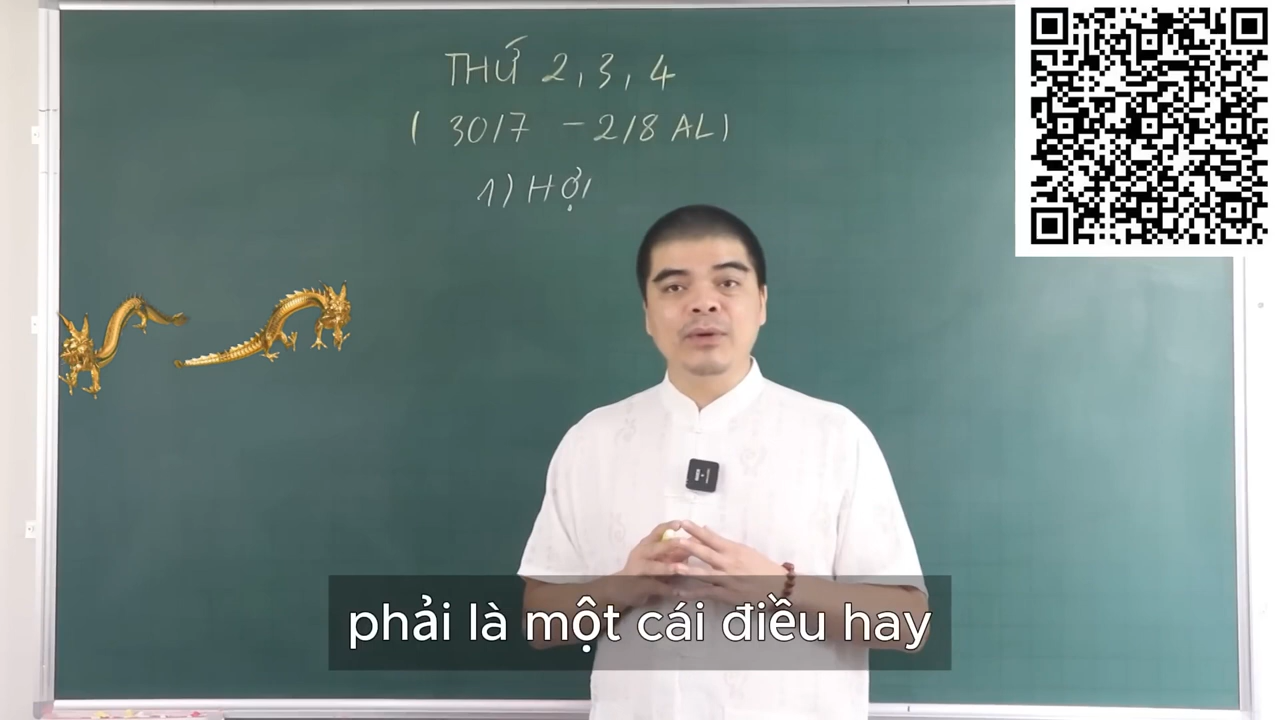 THỨ 2, 3, 4
( 30/7 - 2/8 AL)
1) HỢI
phải là một cái điều hay